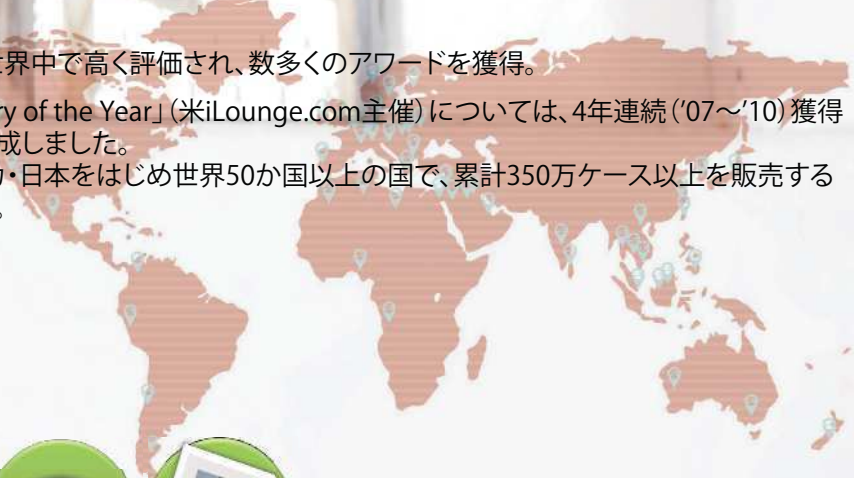 世界中で高く評価され、数多くのアワードを獲得。
ry of the Year」(米iLounge.com主催)については、4年連続('07〜'10)獲得
成しました。
・日本をはじめ世界50か国以上の国で、累計350万ケース以上を販売する
。